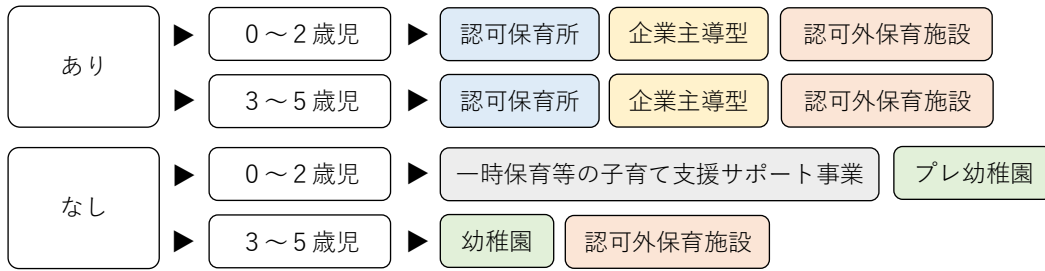 あり
▶ 0～2歳児 ▶ 認可保育所 企業主導型 認可外保育施設
▶ 3～5歳児 ▶ 認可保育所 企業主導型 認可外保育施設
なし
▶ 0～2歳児 ▶ 一時保育等の子育て支援サポート事業 プレ幼稚園
▶ 3～5歳児 ▶ 幼稚園 認可外保育施設